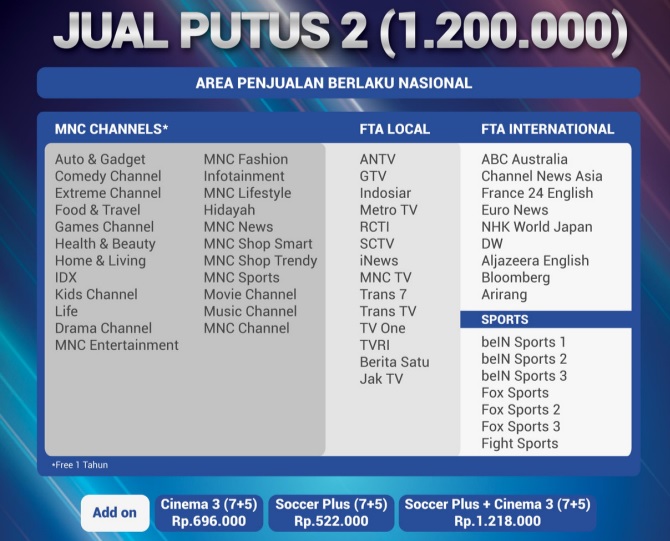 JUAL PUTUS 2 (1.200.000)
AREA PENJUALAN BERLAKU NASIONAL
MNC CHANNELS*
Auto & Gadget
Comedy Channel
Extreme Channel
Food & Travel
Games Channel
Health & Beauty
Home & Living
IDX
Kids Channel
Life
Drama Channel
MNC Entertainment
MNC Fashion
Infotainment
MNC Lifestyle
Hidayah
MNC News
MNC Shop Smart
MNC Shop Trendy
MNC Sports
Movie Channel
Music Channel
MNC Channel
FTA LOCAL
ANTV
GTV
Indosiar
Metro TV
RCTI
SCTV
iNews
MNC TV
Trans 7
Trans TV
TV One
TVRI
Berita Satu
Jak TV
FTA INTERNATIONAL
ABC Australia
Channel News Asia
France 24 English
Euro News
NHK World Japan
DW
Aljazeera English
Bloomberg
Arirang
SPORTS
beIN Sports 1
beIN Sports 2
beIN Sports 3
Fox Sports
Fox Sports 2
Fox Sports 3
Fight Sports
*Free 1 Tahun
Add on
Cinema 3 (7+5)
Rp.696.000
Soccer Plus (7+5)
Rp.522.000
Soccer Plus + Cinema 3 (7+5)
Rp.1.218.000